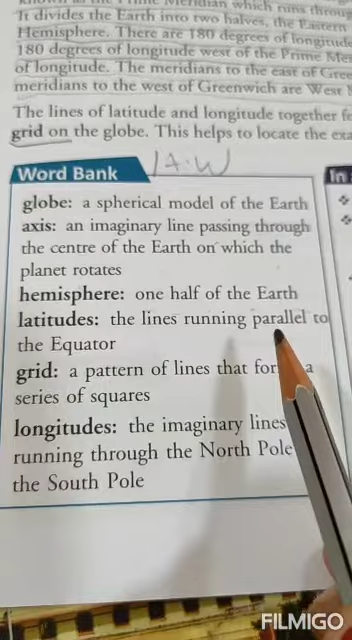 known as the Prime Meridian which runs throug
It divides the Earth into two halves, the Eastern
Hemisphere. There are 180 degrees of longitude
180 degrees of longitude west of the Prime Mer
of longitude. The meridians to the east of Gree
meridians to the west of Greenwich are West
The lines of latitude and longitude together fo
grid on the globe. This helps to locate the exa
Word Bank
In
globe: a spherical model of the Earth
axis: an imaginary line passing through
the centre of the Earth on which the
planet rotates
hemisphere: one half of the Earth
latitudes: the lines running parallel to
the Equator
grid: a pattern of lines that for a
series of squares
longitudes: the imaginary lines
running through the North Pole
the South Pole
FILMIGO